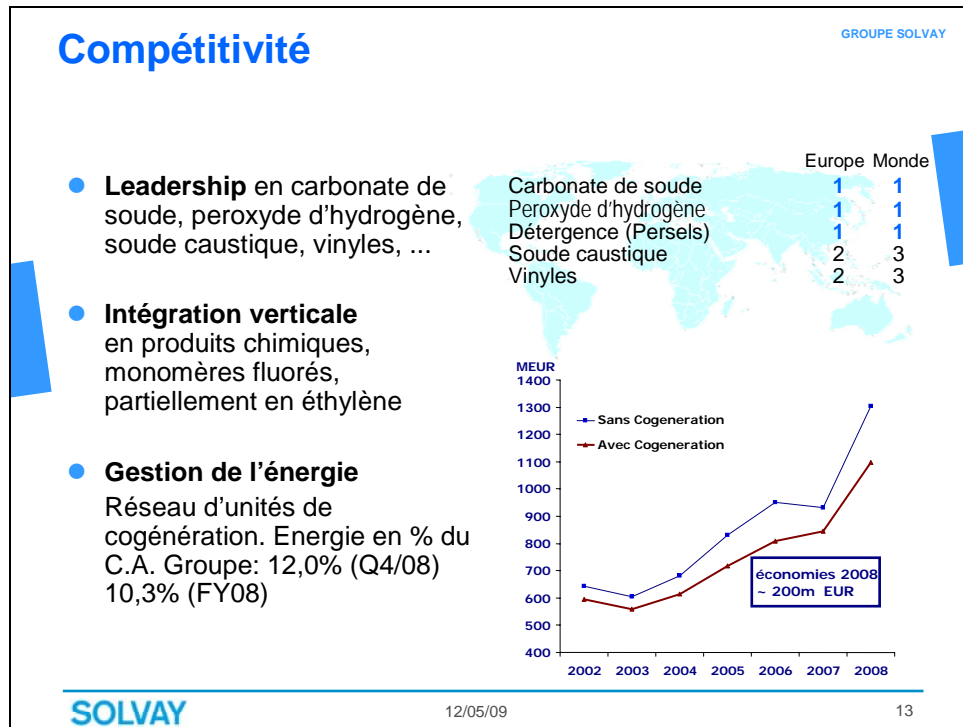 Compétitivité
GROUPE SOLVAY
Leadership en carbonate de
soude, peroxyde d'hydrogène,
soude caustique, vinyles, ...
Intégration verticale
en produits chimiques,
monomères fluorés,
partiellement en éthylène
Gestion de l'énergie
Réseau d'unités de
cogénération. Energie en % du
C.A. Groupe: 12,0% (Q4/08)
10,3% (FY08)
Europe Monde
Carbonate de soude 1 1
Peroxyde d'hydrogène 1 1
Détergence (Persels) 1 1
Soude caustique 2 3
Vinyles 2 3
MEUR
1400
1300
1200
1100
1000
900
800
700
600
500
400
Sans Cogeneration
Avec Cogeneration
économies 2008
~ 200m EUR
2002 2003 2004 2005 2006 2007 2008
SOLVAY
12/05/09
13